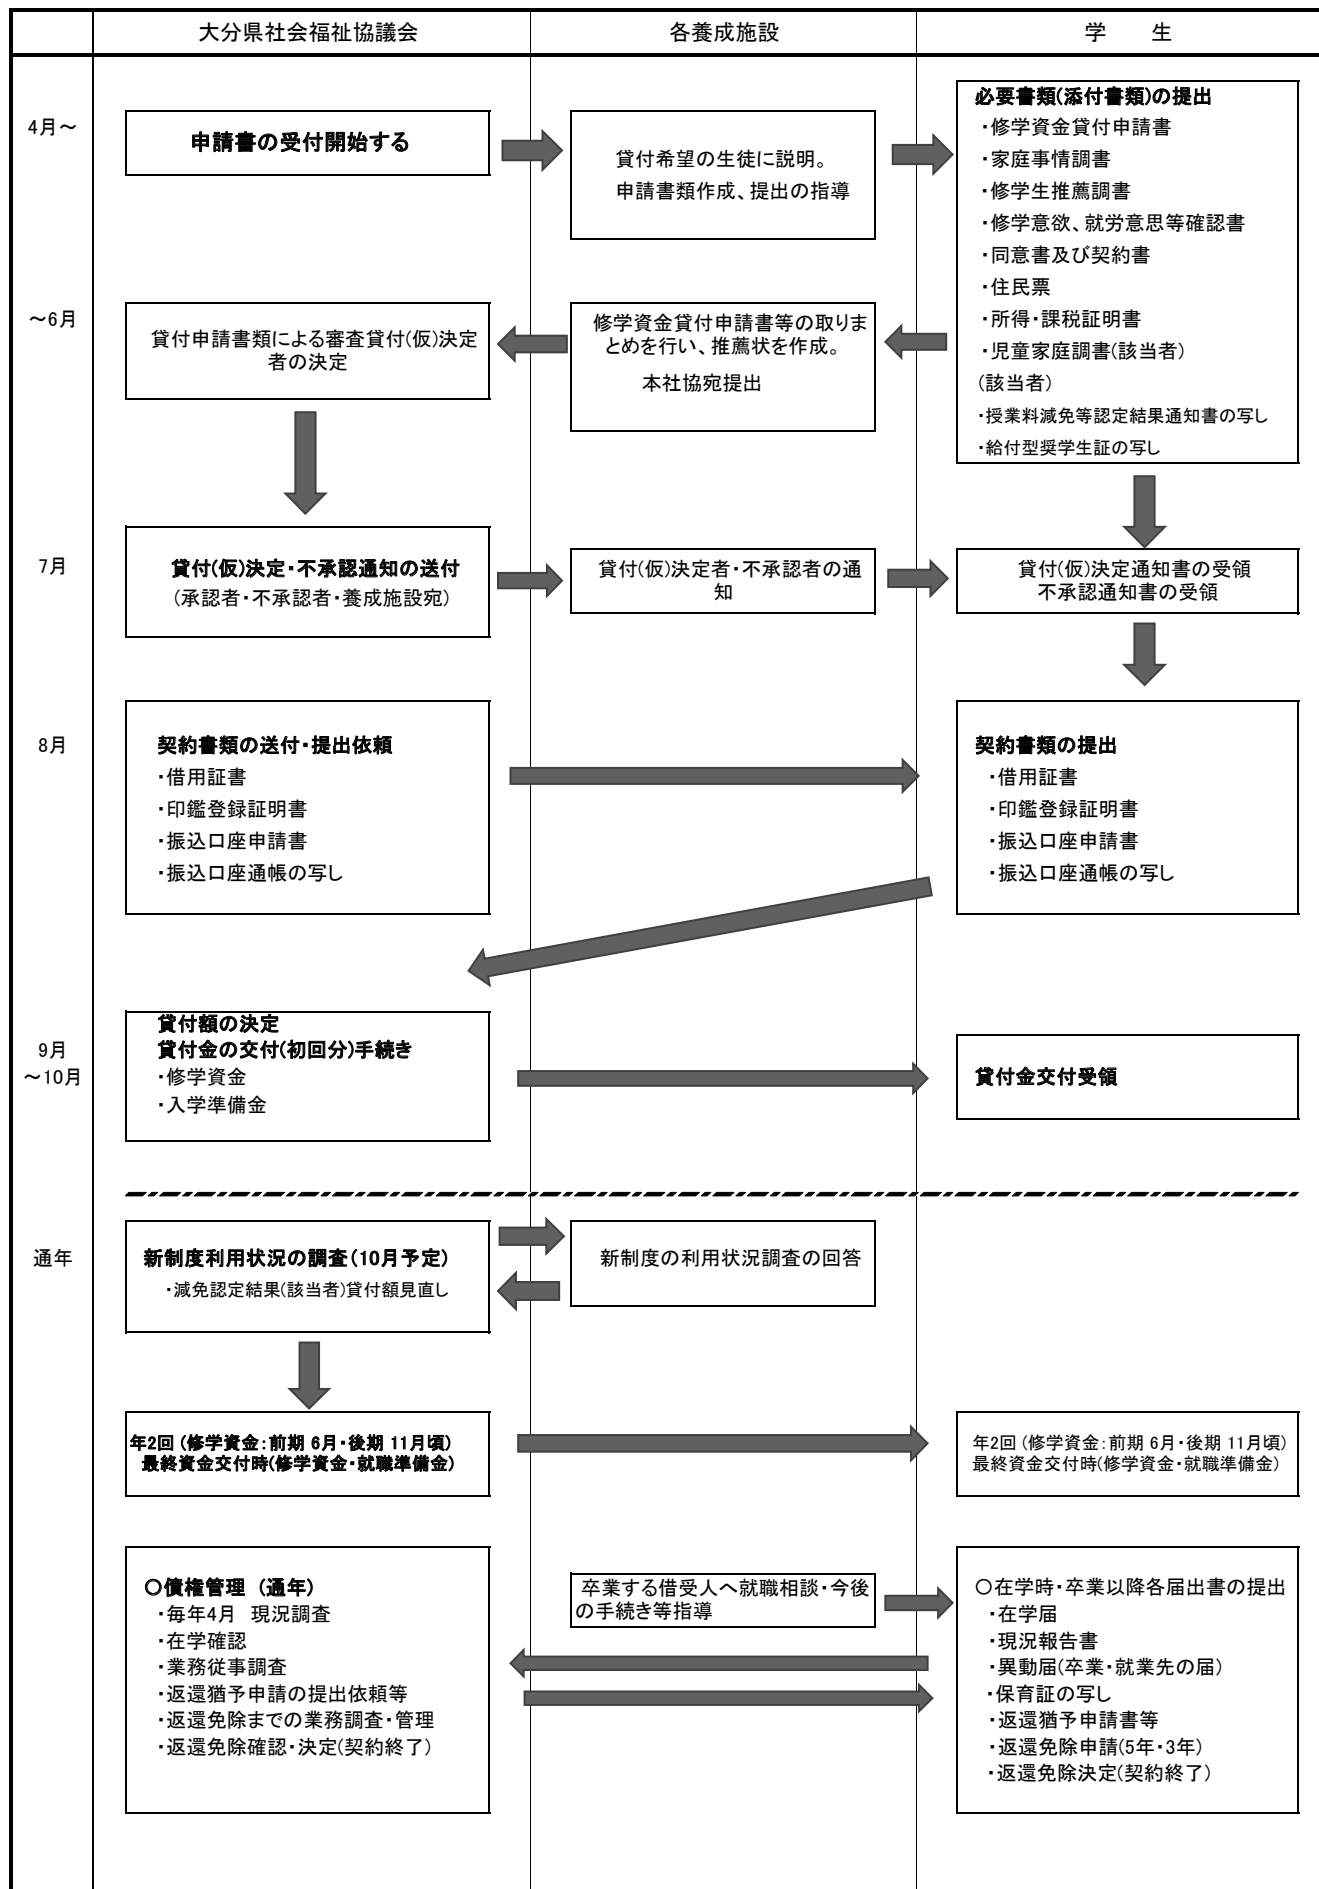 大分県社会福祉協議会
各養成施設
学　　生
4月～
申請書の受付開始する
貸付希望の生徒に説明。
申請書類作成、提出の指導
必要書類(添付書類)の提出
・修学資金貸付申請書
・家庭事情調書
・修学生推薦調書
・修学意欲、就労意思等確認書
・同意書及び契約書
・住民票
・所得・課税証明書
・児童家庭調書(該当者)
(該当者)
・授業料減免等認定結果通知書の写し
・給付型奨学生証の写し
～6月
貸付申請書類による審査貸付(仮)決定
者の決定
修学資金貸付申請書等の取りま
とめを行い、推薦状を作成。
本社協宛提出
7月
貸付(仮)決定・不承認通知の送付
(承認者・不承認者・養成施設宛)
貸付(仮)決定者・不承認者の通
知
貸付(仮)決定通知書の受領
不承認通知書の受領
8月
契約書類の送付・提出依頼
・借用証書
・印鑑登録証明書
・振込口座申請書
・振込口座通帳の写し
契約書類の提出
・借用証書
・印鑑登録証明書
・振込口座申請書
・振込口座通帳の写し
9月
～10月
貸付額の決定
貸付金の交付(初回分)手続き
・修学資金
・入学準備金
貸付金交付受領
通年
新制度利用状況の調査(10月予定)
・減免認定結果(該当者)貸付額見直し
新制度の利用状況調査の回答
年2回 (修学資金:前期 6月・後期 11月頃)
最終資金交付時(修学資金・就職準備金)
年2回 (修学資金:前期 6月・後期 11月頃)
最終資金交付時(修学資金・就職準備金)
○債権管理 (通年)
・毎年4月　現況調査
・在学確認
・業務従事調査
・返還猶予申請の提出依頼等
・返還免除までの業務調査・管理
・返還免除確認・決定(契約終了)
卒業する借受人へ就職相談・今後
の手続き等指導
○在学時・卒業以降各届出書の提出
・在学届
・現況報告書
・異動届(卒業・就業先の届)
・保育証の写し
・返還猶予申請書等
・返還免除申請(5年・3年)
・返還免除決定(契約終了)